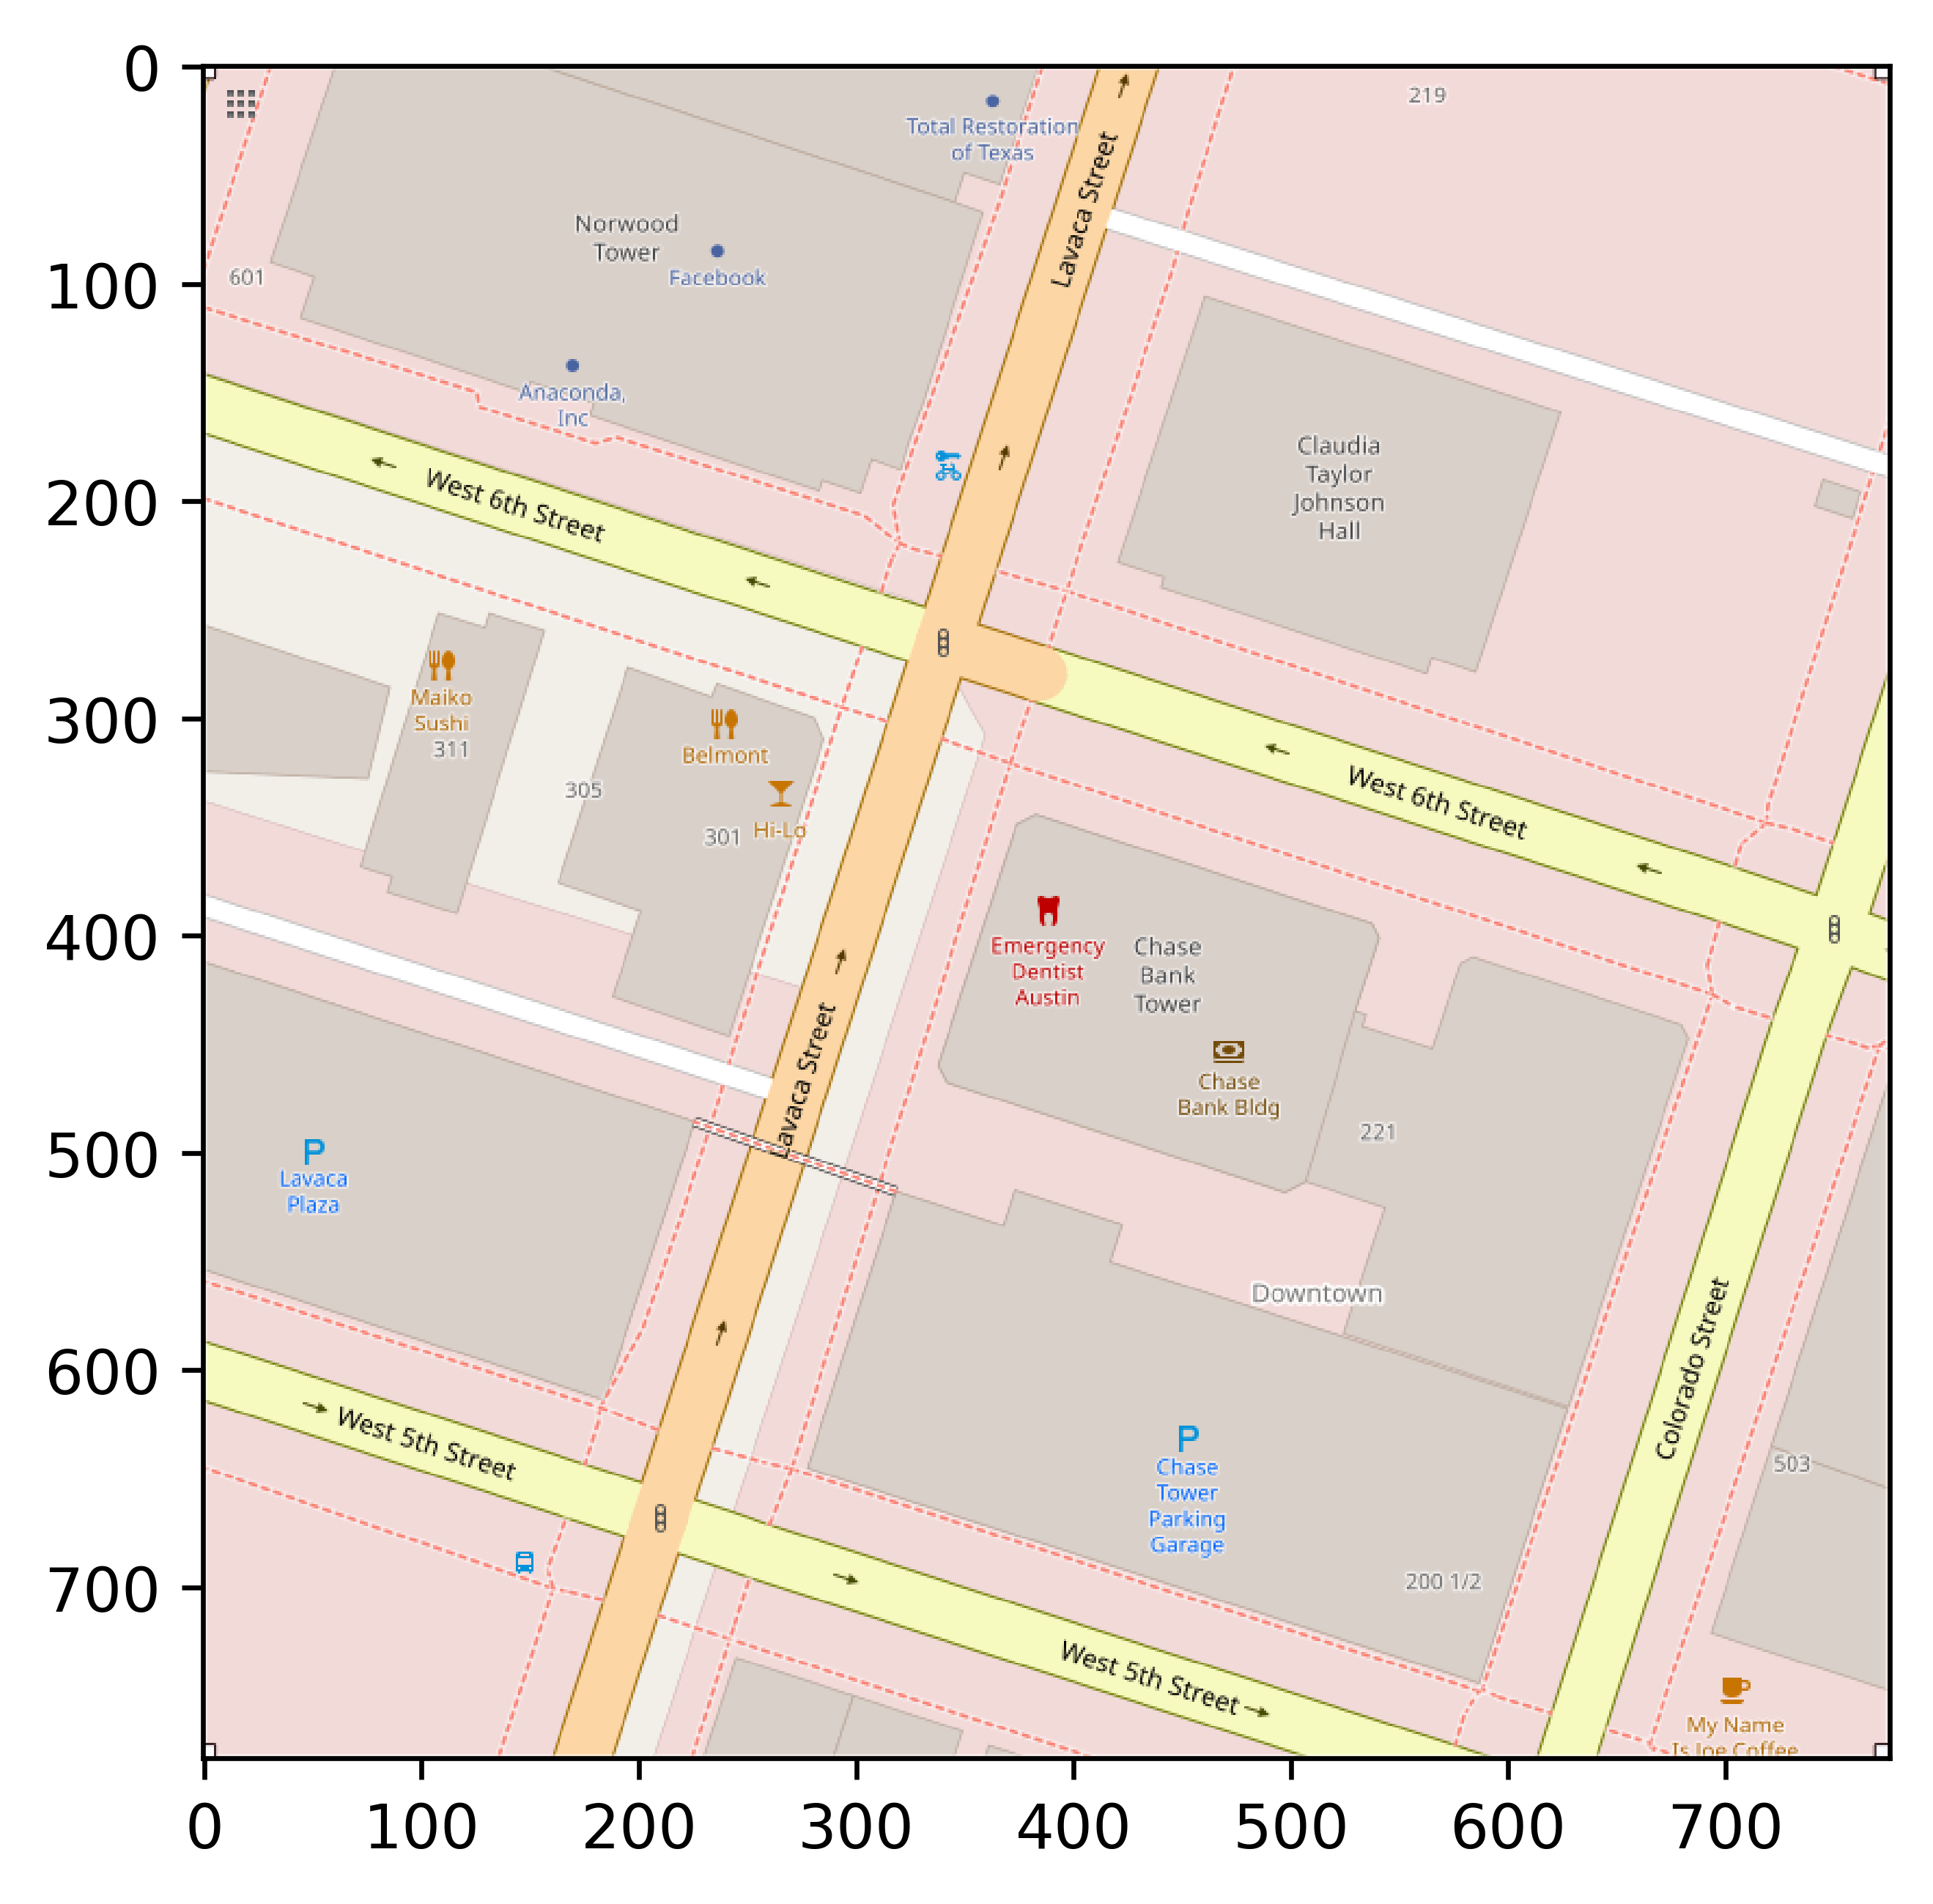 0
100
200
300
400
500
600
700
219
Total Restoration
of Texas
Lavaca Street
Norwood
Tower
Facebook
601
Anaconda,
Inc
West 6th Street
Claudia
Taylor
Johnson
Hall
Maiko
Sushi
311
Belmont
305
301
Hi-Lo
West 6th Street
Emergency
Dentist
Austin
Chase
Bank
Tower
Chase
Bank Bldg
Lavaca Street
221
Lavaca
Plaza
Downtown
Colorado Street
West 5th Street
503
Chase
Tower
Parking
Garage
200 1/2
West 5th Street
My Name
Is Joe Coffee
0
100
200
300
400
500
600
700